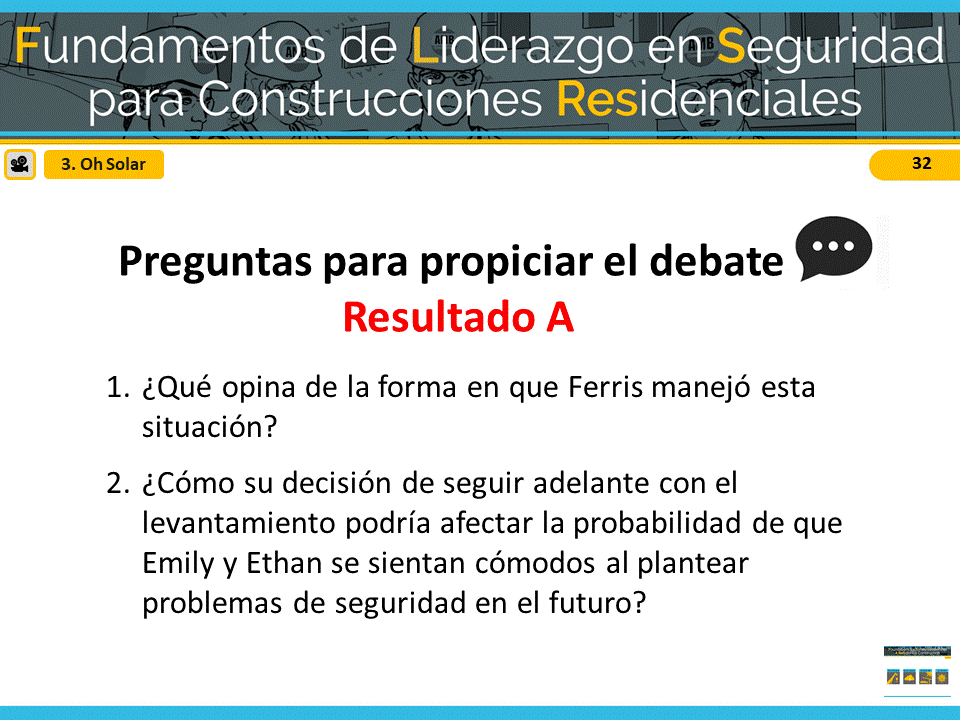 Fundamentos de Liderazgo en Seguridad
para Construcciones Residenciales
3. Oh Solar
32
Preguntas para propiciar el debate
Resultado A
1. ¿Qué opina de la forma en que Ferris manejó esta
situación?
2. ¿Cómo su decisión de seguir adelante con el
levantamiento podría afectar la probabilidad de que
Emily y Ethan se sientan cómodos al plantear
problemas de seguridad en el futuro?